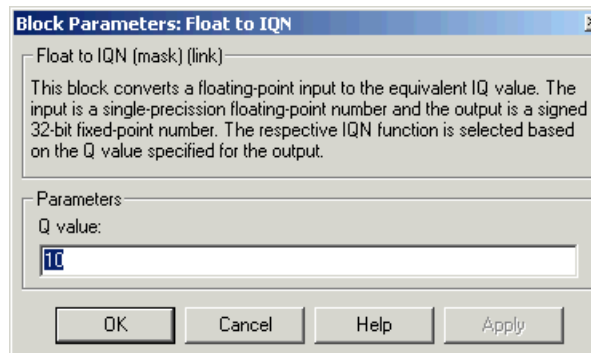 Block Parameters: Float to IQN
Float to IQN (mask) (link)
This block converts a floating-point input to the equivalent IQ value. The
input is a single-precission floating-point number and the output is a signed
32-bit fixed-point number. The respective IQN function is selected based
on the Q value specified for the output.
Parameters
Q value:
10
OK Cancel Help Apply